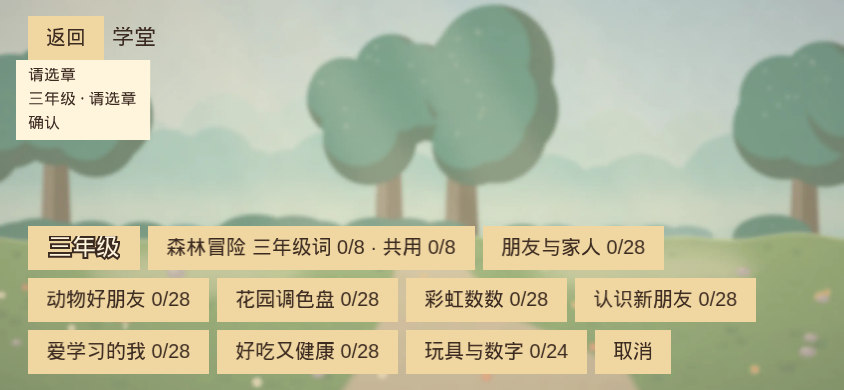 返回 学堂
请选章
三年级 · 请选章
确认
三年级 森林冒险 三年级词 0/8 · 共用 0/8 朋友与家人 0/28
动物好朋友 0/28 花园调色盘 0/28 彩虹数数 0/28 认识新朋友 0/28
爱学习的我 0/28 好吃又健康 0/28 玩具与数字 0/24 取消